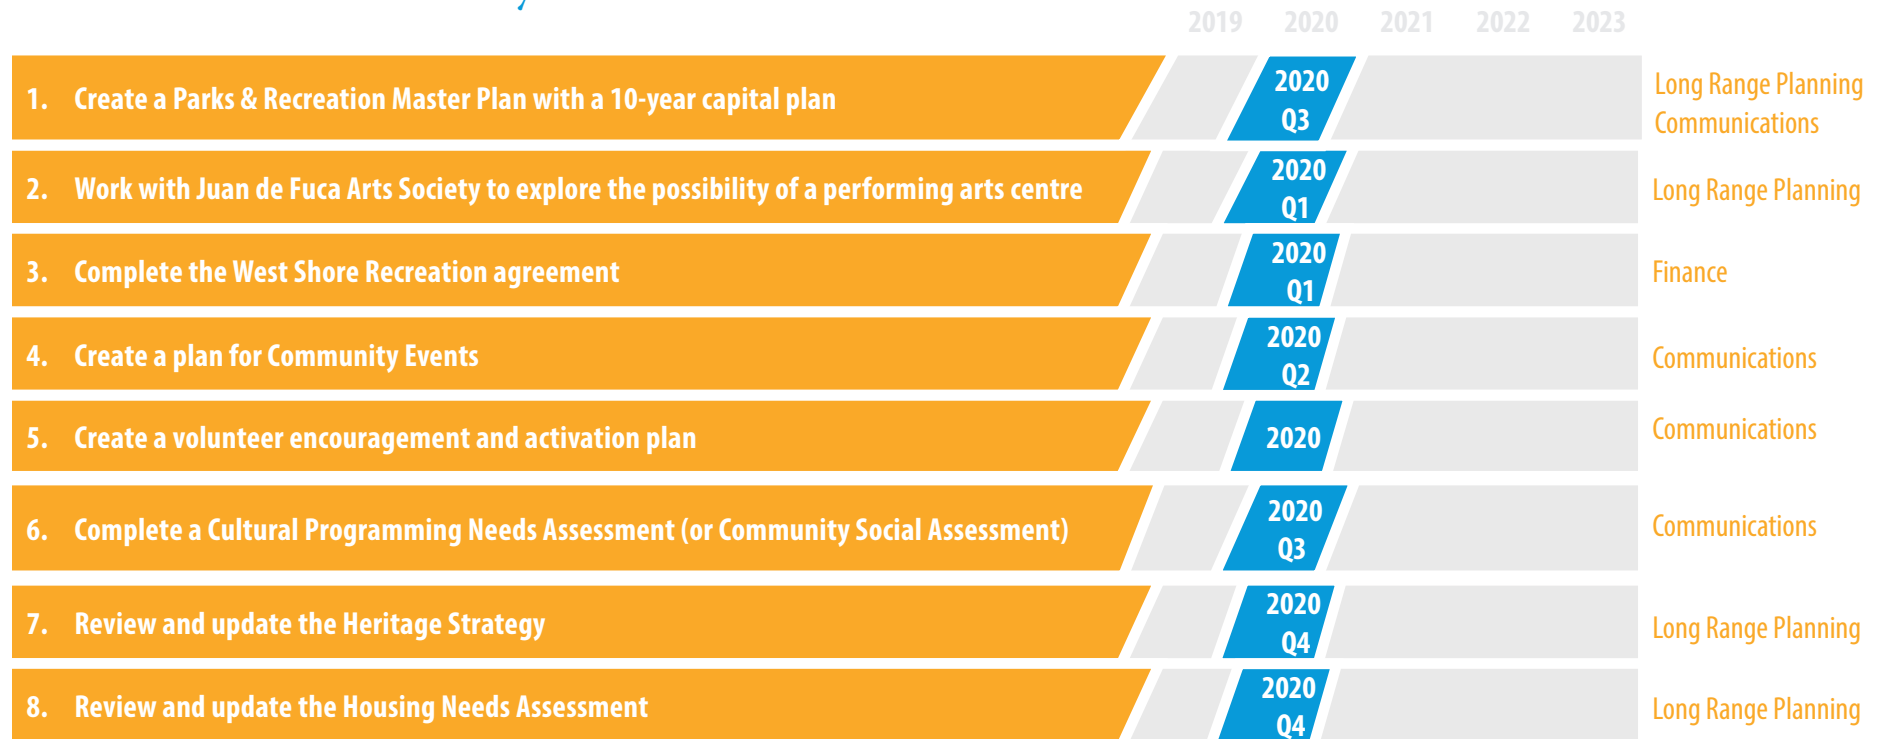 2019 2020 2021 2022 2023
1. Create a Parks & Recreation Master Plan with a 10-year capital plan
2020
Q3
Long Range Planning
Communications
2. Work with Juan de Fuca Arts Society to explore the possibility of a performing arts centre
2020
Q1
Long Range Planning
3. Complete the West Shore Recreation agreement
2020
Q1
Finance
4. Create a plan for Community Events
2020
Q2
Communications
5. Create a volunteer encouragement and activation plan
2020
Communications
6. Complete a Cultural Programming Needs Assessment (or Community Social Assessment)
2020
Q3
Communications
7. Review and update the Heritage Strategy
2020
Q4
Long Range Planning
8. Review and update the Housing Needs Assessment
2020
Q4
Long Range Planning